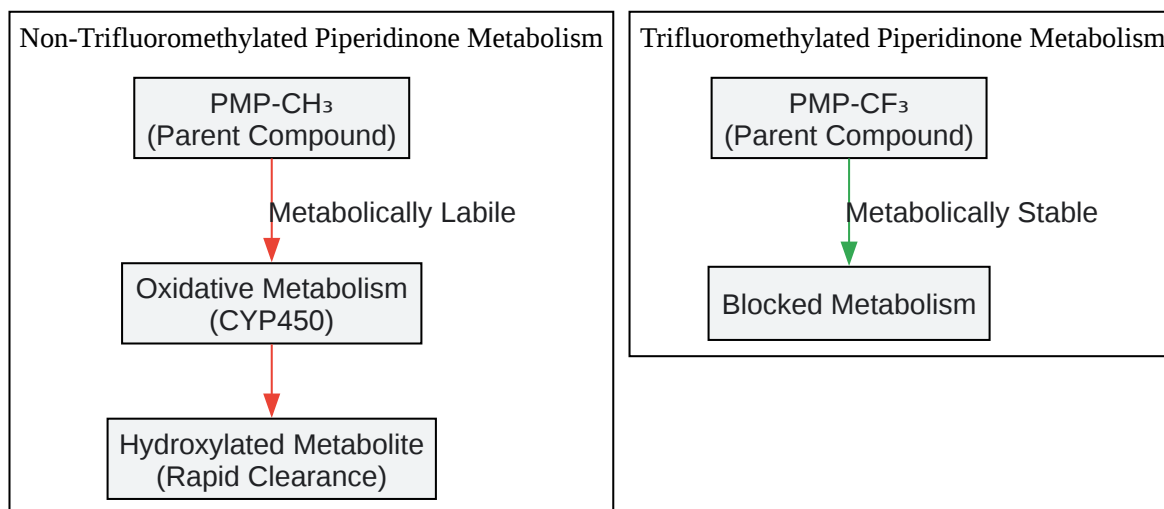 Non-Trifluoromethylated Piperidinone Metabolism
PMP-CH₃
(Parent Compound)
Metabolically Labile
Oxidative Metabolism
(CYP450)
Hydroxylated Metabolite
(Rapid Clearance)
Trifluoromethylated Piperidinone Metabolism
PMP-CF₃
(Parent Compound)
Metabolically Stable
Blocked Metabolism